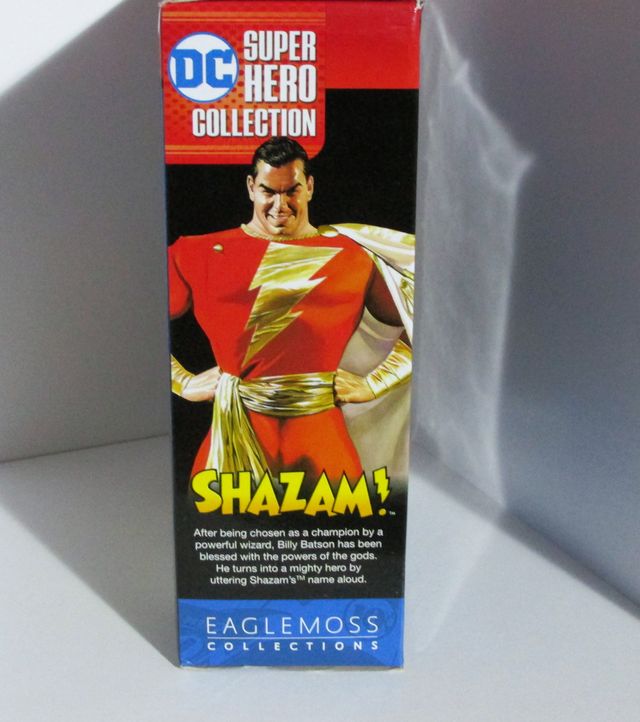 DC SUPER
HERO
COLLECTION
SHAZAM!™
After being chosen as a champion by a
powerful wizard, Billy Batson has been
blessed with the powers of the gods.
He turns into a mighty hero by
uttering Shazam's™ name aloud.
EAGLEMOSS
COLLECTIONS